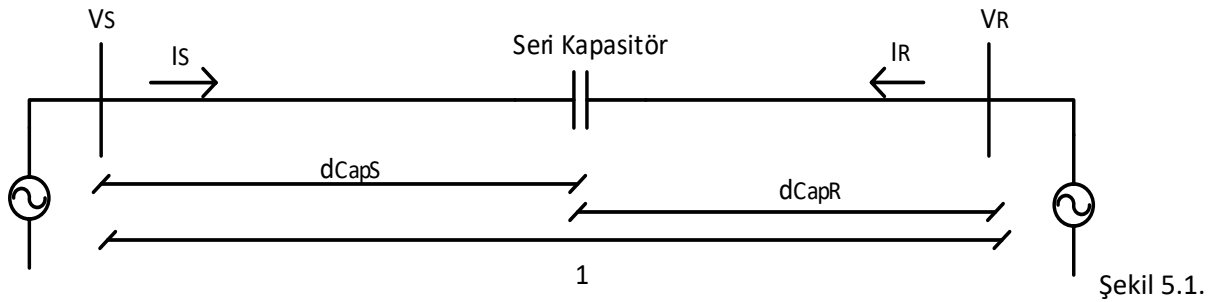 VS
VR
Seri Kapasitör
IS
IR
dCapS
dCapR
1
Şekil 5.1.